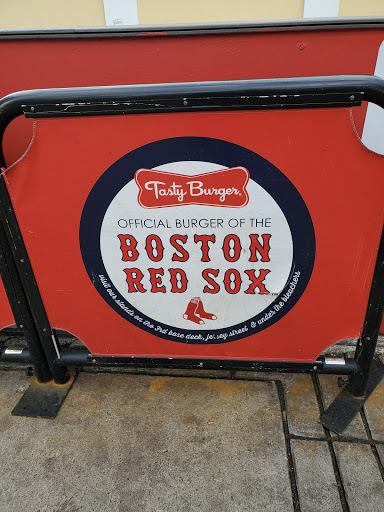 Tasty Burger
OFFICIAL BURGER OF THE
BOSTON
RED SOX
visit our stands on the 3rd base deck, jersey street & under the bleachers